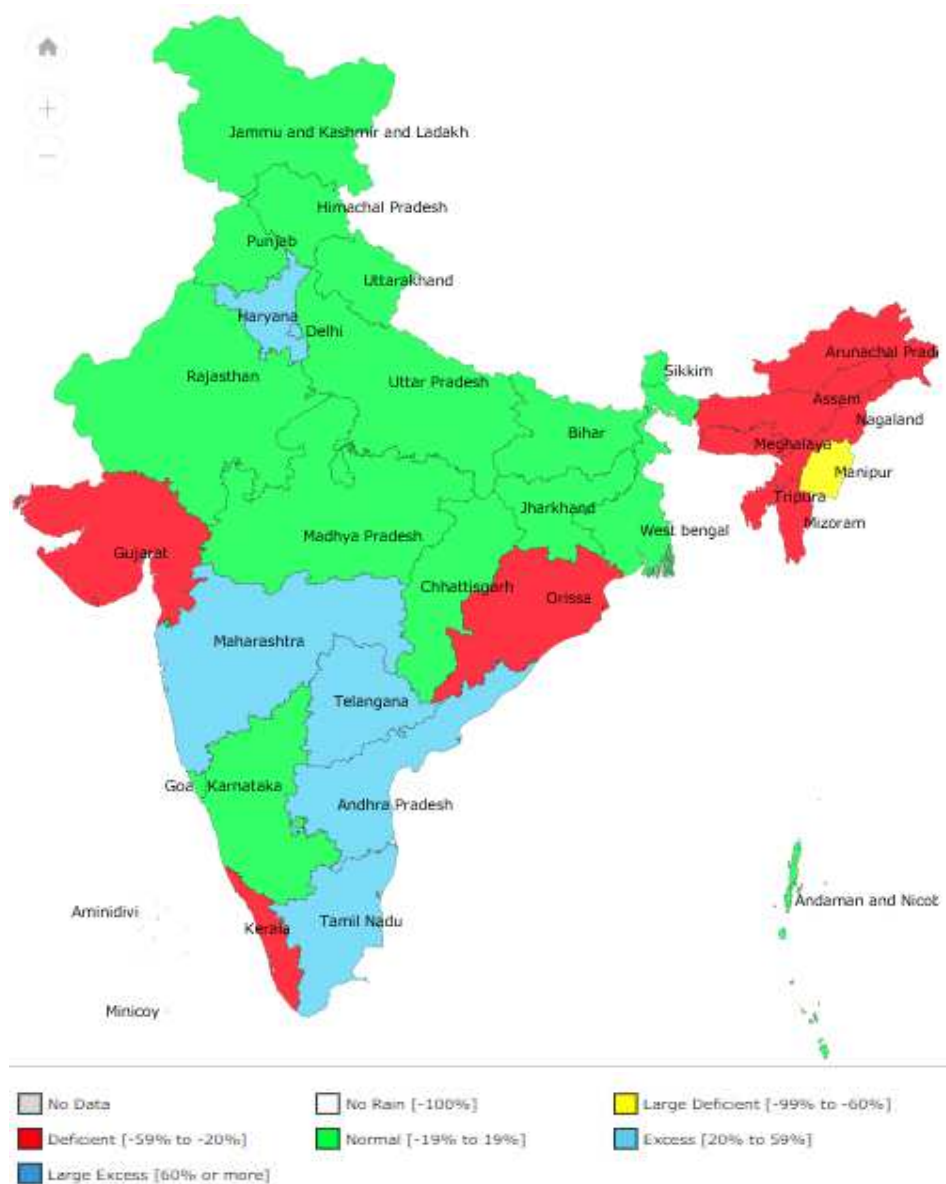 Jammu and Kashmir and Ladakh
Himachal Pradesh
Punjab
Uttarakhand
Haryana
Delhi
Rajasthan
Uttar Pradesh
Sikkim
Arunachal Prad
Assam
Nagaland
Bihar
Meghalaya
Manipur
Tripura
Mizoram
Jharkhand
West bengal
Madhya Pradesh
Gujarat
Chhattisgarh
Orissa
Maharashtra
Telangana
Goa
Karnataka
Andhra Pradesh
Andaman and Nicob
Aminidivi
Kerala
Tamil Nadu
Minicoy
No Data
No Rain [-100%]
Large Deficient [-99% to -60%]
Deficient [-59% to -20%]
Normal [-19% to 19%]
Excess [20% to 59%]
Large Excess [60% or more]